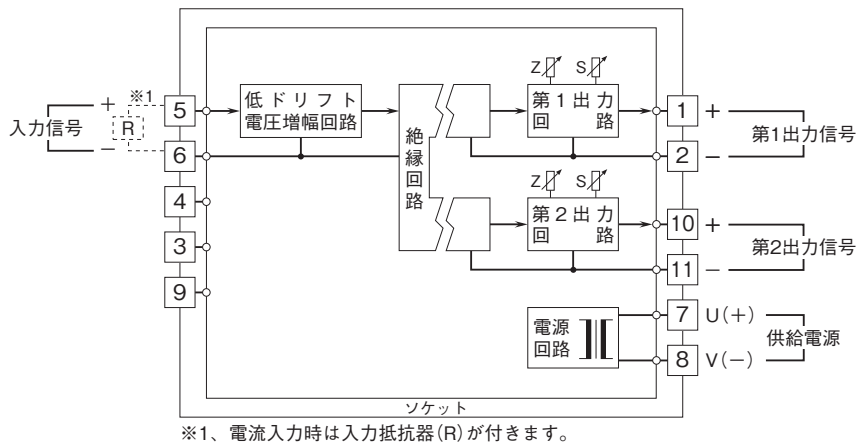 Z S
※1
5
+
R
入力信号
−
6
4
3
9
低ドリフト
電圧増幅回路
絶縁回路
第1出力
回路
1 +
2 −
第1出力信号
Z S
第2出力
回路
10 +
11 −
第2出力信号
電源
回路
7 U(+)
8 V(−)
供給電源
ソケット
※1、電流入力時は入力抵抗器(R)が付きます。